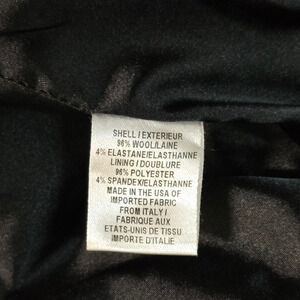 SHELL / EXTERIEUR
96% WOOL/LAINE
4% ELASTANE/ELASTHANNE
LINING / DOUBLURE
96% POLYESTER
4% SPANDEX/ELASTHANNE
MADE IN THE USA OF
IMPORTED FABRIC
FROM ITALY /
FABRIQUE AUX
ETATS-UNIS DE TISSU
IMPORTE D'ITALIE